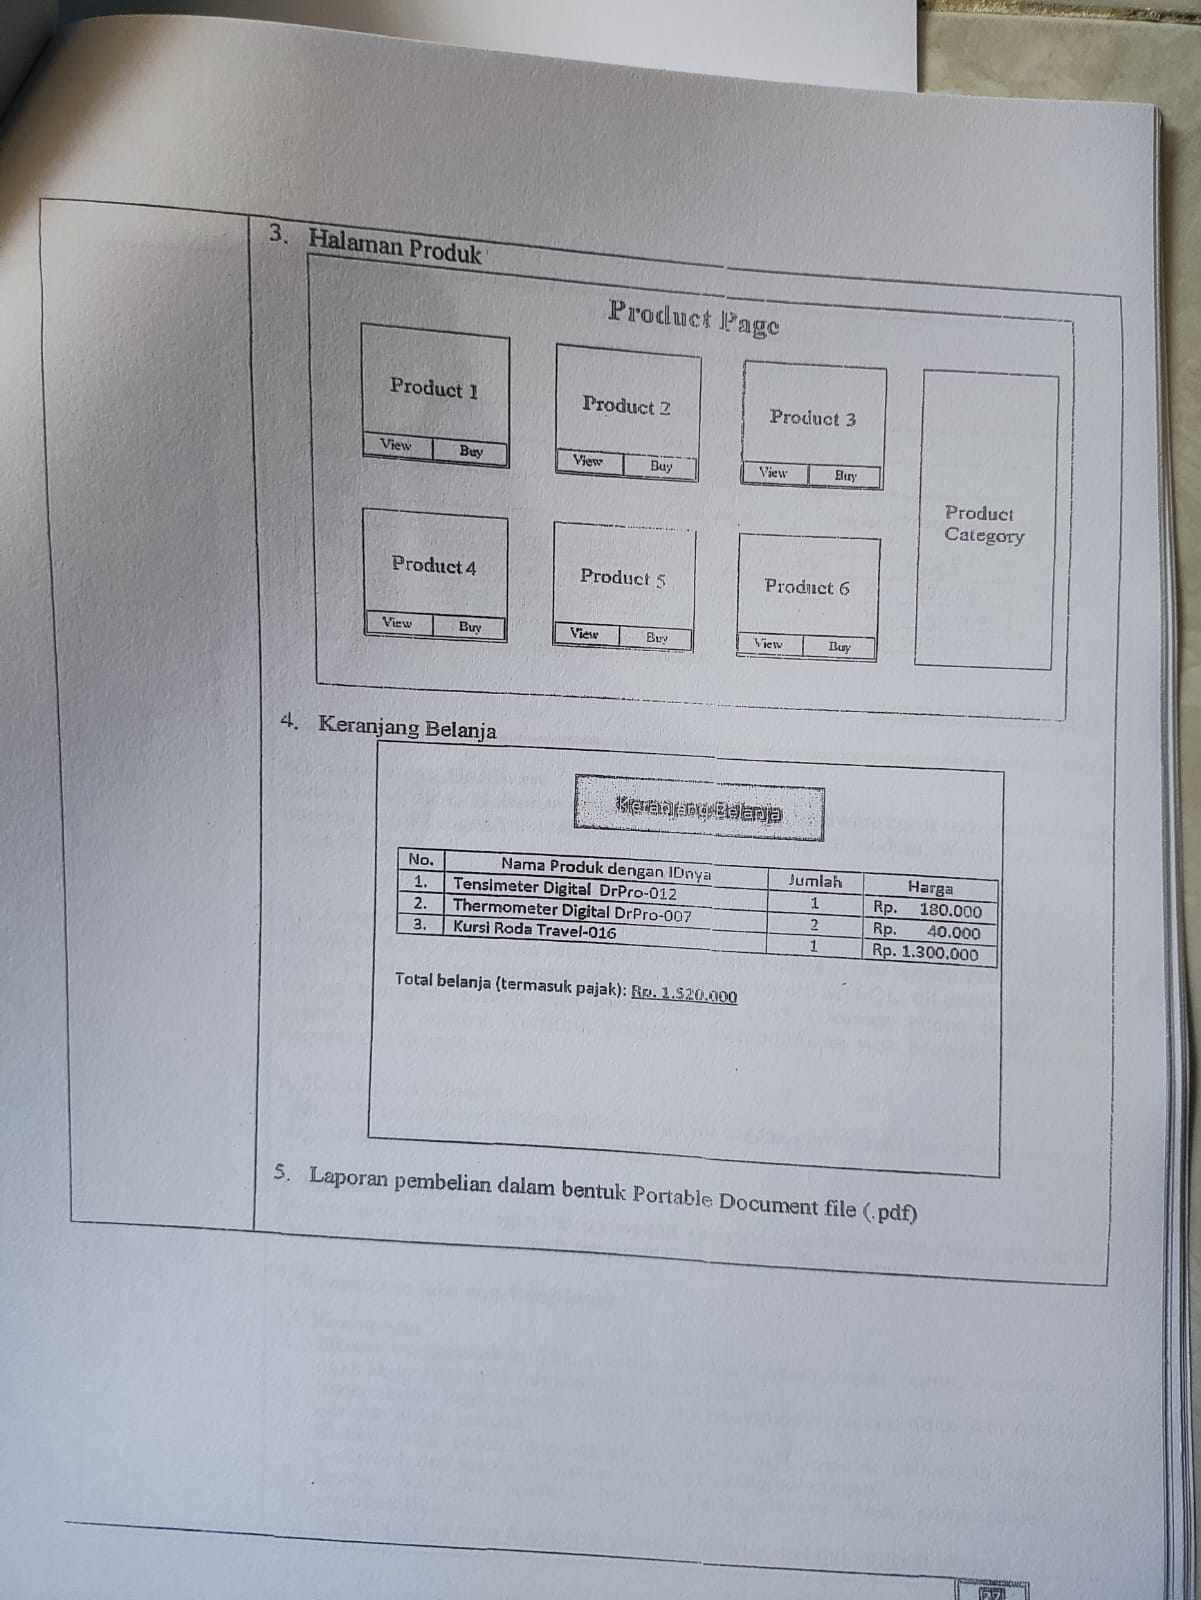 3. Halaman Produk
Product Page
Product 1
View Buy
Product 2
View Buy
Product 3
View Buy
Product 4
View Buy
Product 5
View Buy
Product 6
View Buy
Product
Category
4. Keranjang Belanja
Keranjang Belanja
No. Nama Produk dengan IDnya Jumlah Harga
1. Tensimeter Digital DrPro-012 1 Rp. 180.000
2. Thermometer Digital DrPro-007 2 Rp. 40.000
3. Kursi Roda Travel-016 1 Rp. 1.300.000
Total belanja (termasuk pajak): Rp. 1.520.000
5. Laporan pembelian dalam bentuk Portable Document file (.pdf)